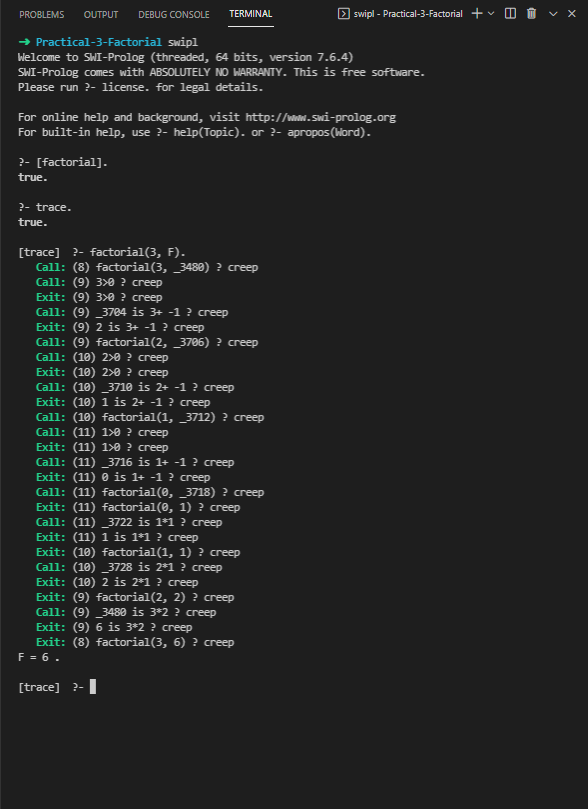 PROBLEMS OUTPUT DEBUG CONSOLE TERMINAL swipl - Practical-3-Factorial
➜ Practical-3-Factorial swipl
Welcome to SWI-Prolog (threaded, 64 bits, version 7.6.4)
SWI-Prolog comes with ABSOLUTELY NO WARRANTY. This is free software.
Please run ?- license. for legal details.
For online help and background, visit http://www.swi-prolog.org
For built-in help, use ?- help(Topic). or ?- apropos(Word).
?- [factorial].
true.
?- trace.
true.
[trace]  ?- factorial(3, F).
Call: (8) factorial(3, _3480) ? creep
Call: (9) 3>0 ? creep
Exit: (9) 3>0 ? creep
Call: (9) _3704 is 3+ -1 ? creep
Exit: (9) 2 is 3+ -1 ? creep
Call: (9) factorial(2, _3706) ? creep
Call: (10) 2>0 ? creep
Exit: (10) 2>0 ? creep
Call: (10) _3710 is 2+ -1 ? creep
Exit: (10) 1 is 2+ -1 ? creep
Call: (10) factorial(1, _3712) ? creep
Call: (11) 1>0 ? creep
Exit: (11) 1>0 ? creep
Call: (11) _3716 is 1+ -1 ? creep
Exit: (11) 0 is 1+ -1 ? creep
Call: (11) factorial(0, _3718) ? creep
Exit: (11) factorial(0, 1) ? creep
Call: (11) _3722 is 1*1 ? creep
Exit: (11) 1 is 1*1 ? creep
Exit: (10) factorial(1, 1) ? creep
Call: (10) _3728 is 2*1 ? creep
Exit: (10) 2 is 2*1 ? creep
Exit: (9) factorial(2, 2) ? creep
Call: (9) _3480 is 3*2 ? creep
Exit: (9) 6 is 3*2 ? creep
Exit: (8) factorial(3, 6) ? creep
F = 6 .
[trace]  ?-